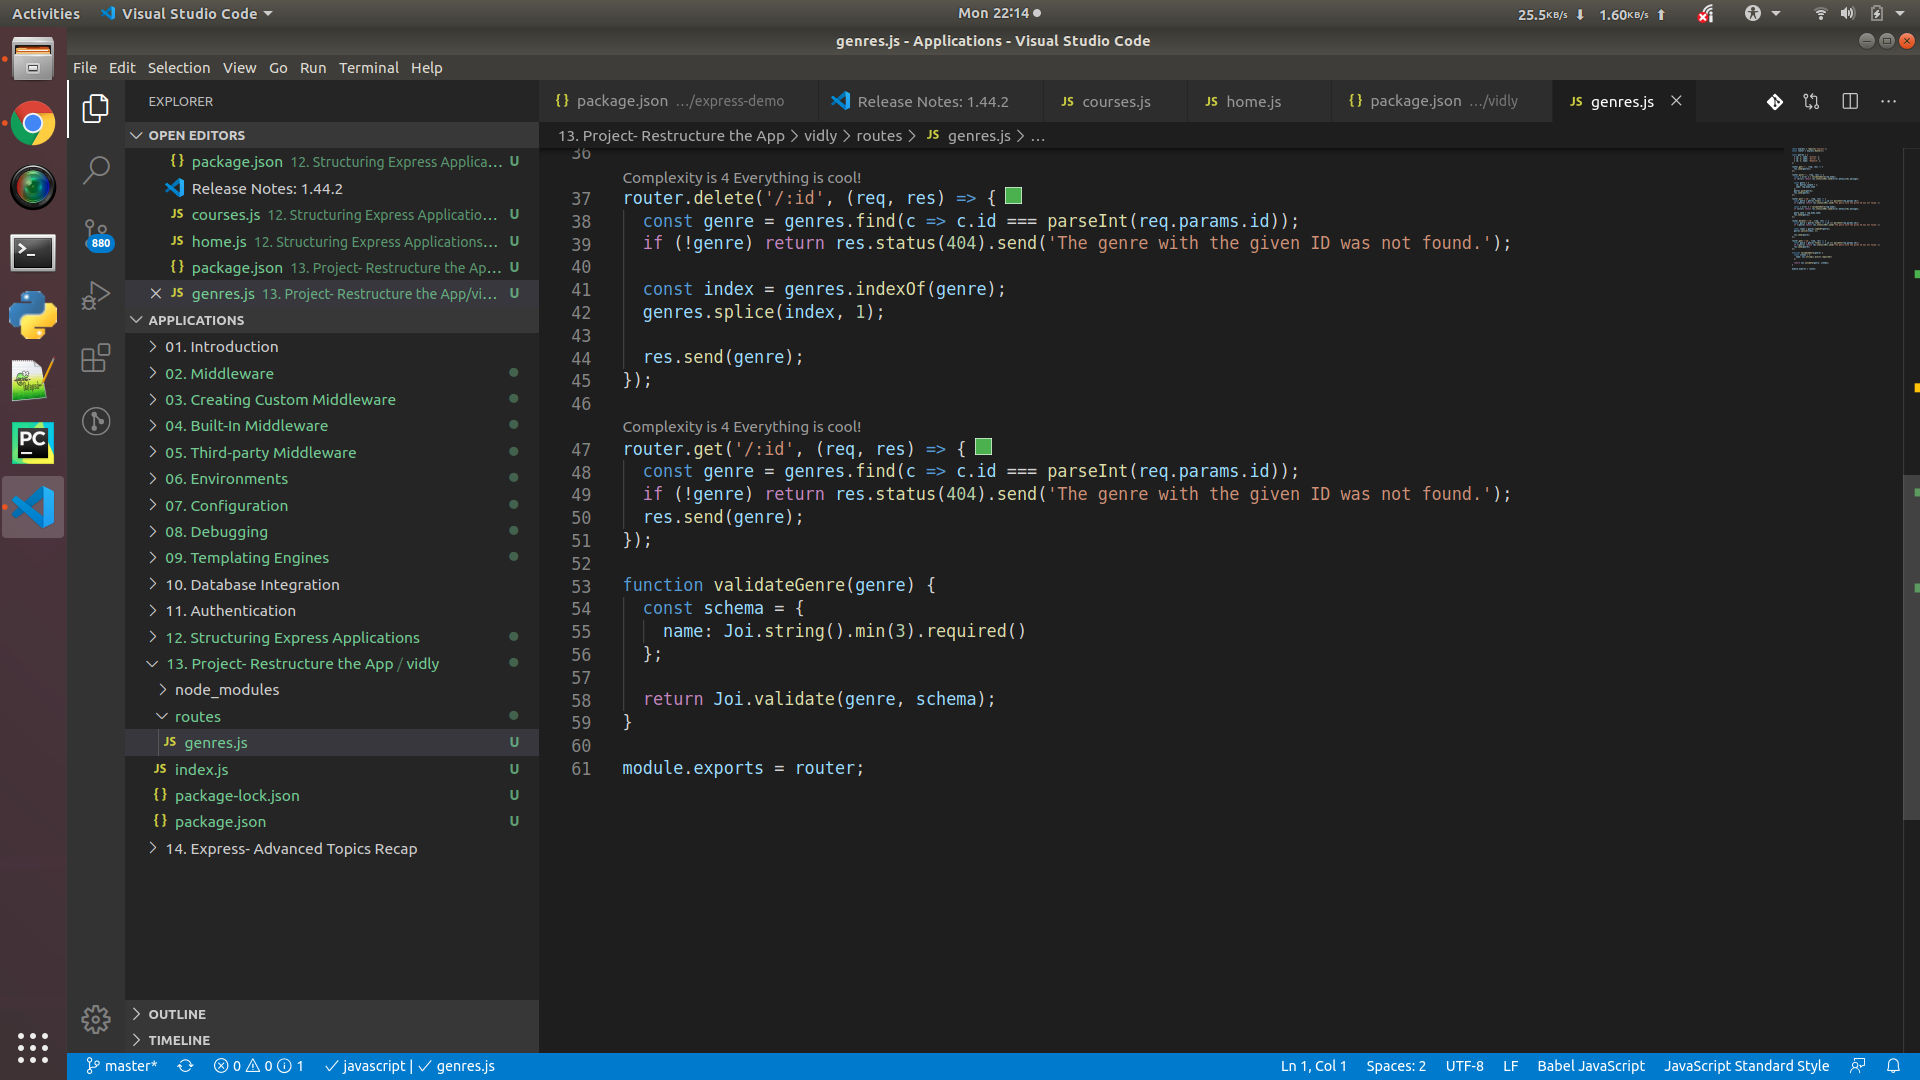 Activities
Visual Studio Code
Mon 22:14
25.5KB/s
1.60KB/s
genres.js - Applications - Visual Studio Code
File Edit Selection View Go Run Terminal Help
EXPLORER
package.json …/express-demo
Release Notes: 1.44.2
JS courses.js
JS home.js
package.json …/vidly
JS genres.js
OPEN EDITORS
{} package.json 12. Structuring Express Applica… U
Release Notes: 1.44.2
JS courses.js 12. Structuring Express Applicatio… U
JS home.js 12. Structuring Express Applications… U
{} package.json 13. Project- Restructure the Ap… U
JS genres.js 13. Project- Restructure the App/vi… U
880
APPLICATIONS
01. Introduction
02. Middleware
03. Creating Custom Middleware
04. Built-In Middleware
05. Third-party Middleware
06. Environments
07. Configuration
08. Debugging
09. Templating Engines
10. Database Integration
11. Authentication
12. Structuring Express Applications
13. Project- Restructure the App / vidly
node_modules
routes
JS genres.js U
JS index.js U
{} package-lock.json U
{} package.json U
14. Express- Advanced Topics Recap
OUTLINE
TIMELINE
PC
13. Project- Restructure the App > vidly > routes > JS genres.js > …
36
Complexity is 4 Everything is cool!
37 router.delete('/:id', (req, res) => {
38 const genre = genres.find(c => c.id === parseInt(req.params.id));
39 if (!genre) return res.status(404).send('The genre with the given ID was not found.');
40
41 const index = genres.indexOf(genre);
42 genres.splice(index, 1);
43
44 res.send(genre);
45 });
46
Complexity is 4 Everything is cool!
47 router.get('/:id', (req, res) => {
48 const genre = genres.find(c => c.id === parseInt(req.params.id));
49 if (!genre) return res.status(404).send('The genre with the given ID was not found.');
50 res.send(genre);
51 });
52
53 function validateGenre(genre) {
54 const schema = {
55 name: Joi.string().min(3).required()
56 };
57
58 return Joi.validate(genre, schema);
59 }
60
61 module.exports = router;
master* 0 0 1 javascript | genres.js
Ln 1, Col 1 Spaces: 2 UTF-8 LF Babel JavaScript JavaScript Standard Style